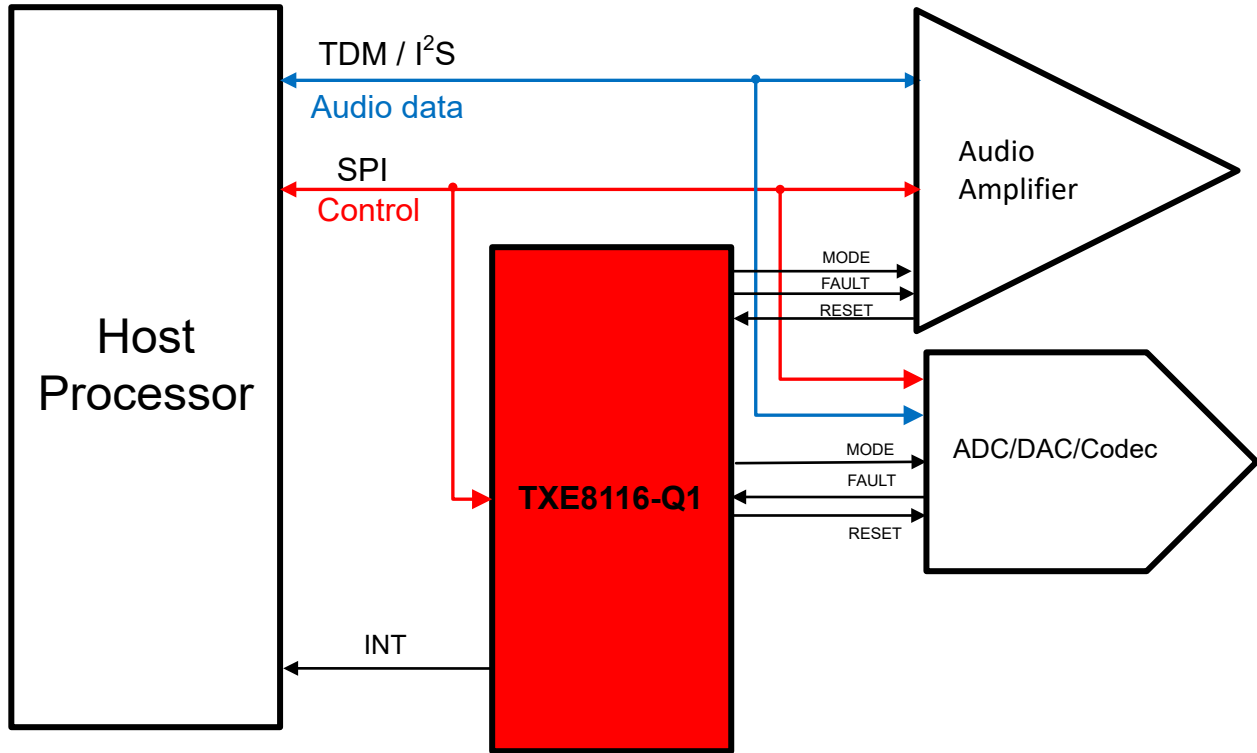 TDM / I²S
Audio data
SPI
Control
Audio
Amplifier
MODE
FAULT
RESET
Host
Processor
ADC/DAC/Codec
MODE
FAULT
RESET
TXE8116-Q1
INT